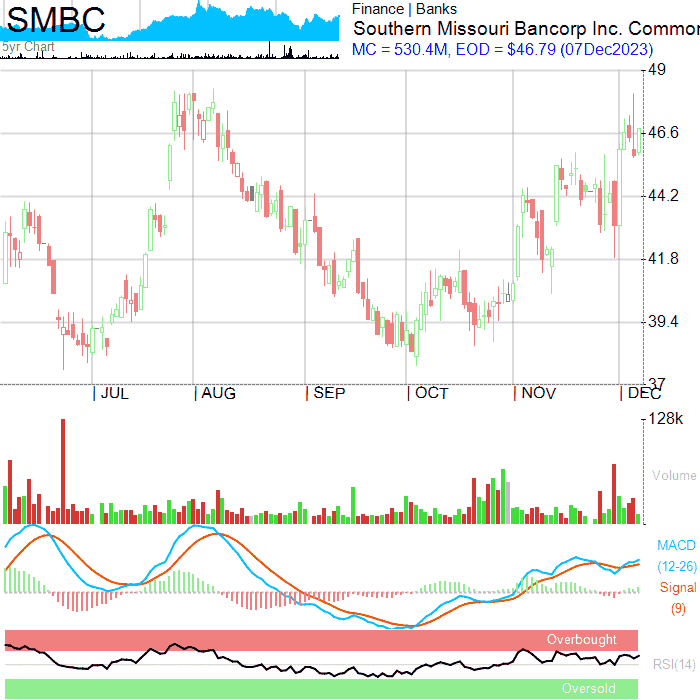 SMBC
5yr Chart
Finance | Banks
Southern Missouri Bancorp Inc. Common
MC = 530.4M, EOD = $46.79 (07Dec2023)
49
46.6
44.2
41.8
39.4
37
JUL
AUG
SEP
OCT
NOV
DEC
128k
Volume
MACD
(12-26)
Signal
(9)
Overbought
RSI(14)
Oversold